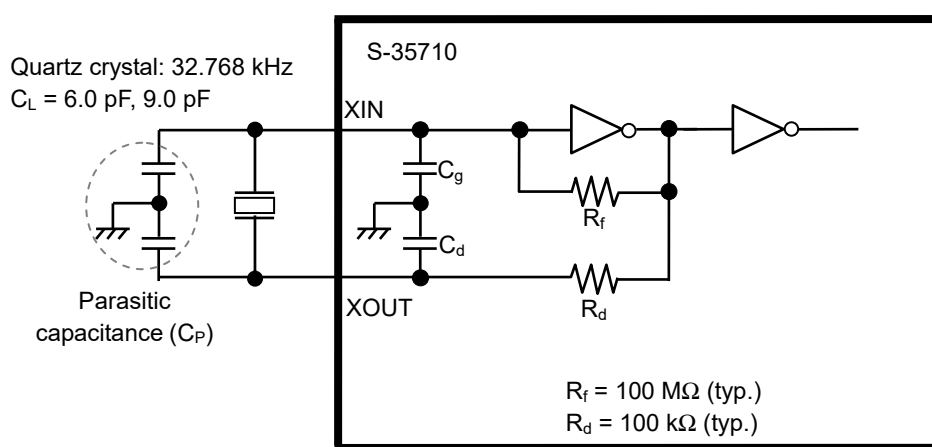 S-35710
Quartz crystal: 32.768 kHz
C_L = 6.0 pF, 9.0 pF
XIN
C_g
R_f
C_d
XOUT
R_d
Parasitic
capacitance (C_P)
R_f = 100 MΩ (typ.)
R_d = 100 kΩ (typ.)